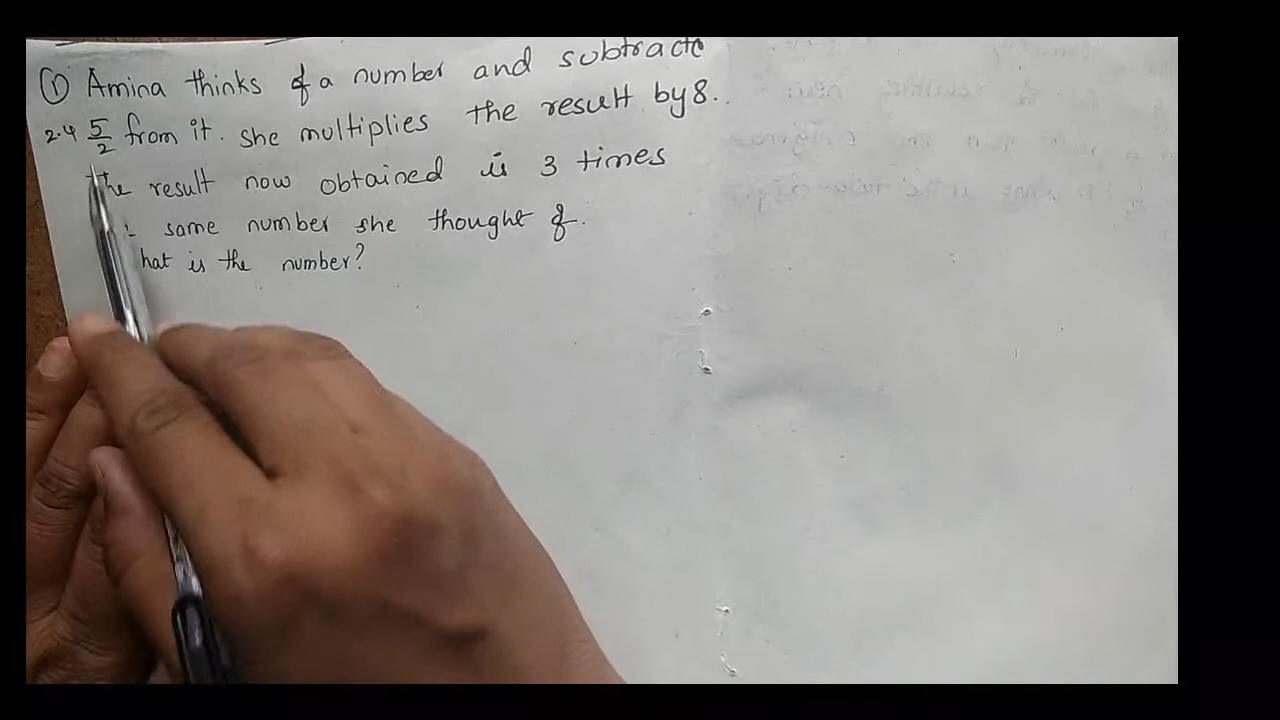 ① Amina thinks of a number and subtracts
2.4 5/2 from it. she multiplies the result by 8.
The result now obtained is 3 times
same number she thought of.
hat is the number?